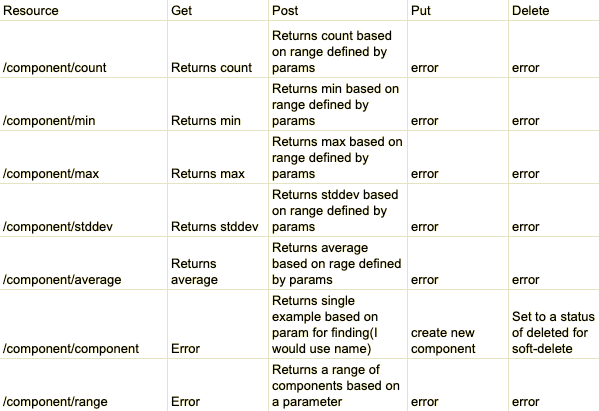 Resource Get Post Put Delete
Returns count based
on range defined by
/component/count Returns count params error error
Returns min based on
range defined by
/component/min Returns min params error error
Returns max based on
range defined by
/component/max Returns max params error error
Returns stddev based
on range defined by
/component/stddev Returns stddev params error error
Returns average
Returns based on rage defined
/component/average average by params error error
Returns single
example based on Set to a status
param for finding(I create new of deleted for
/component/component Error would use name) component soft-delete
Returns a range of
components based on
/component/range Error a parameter error error